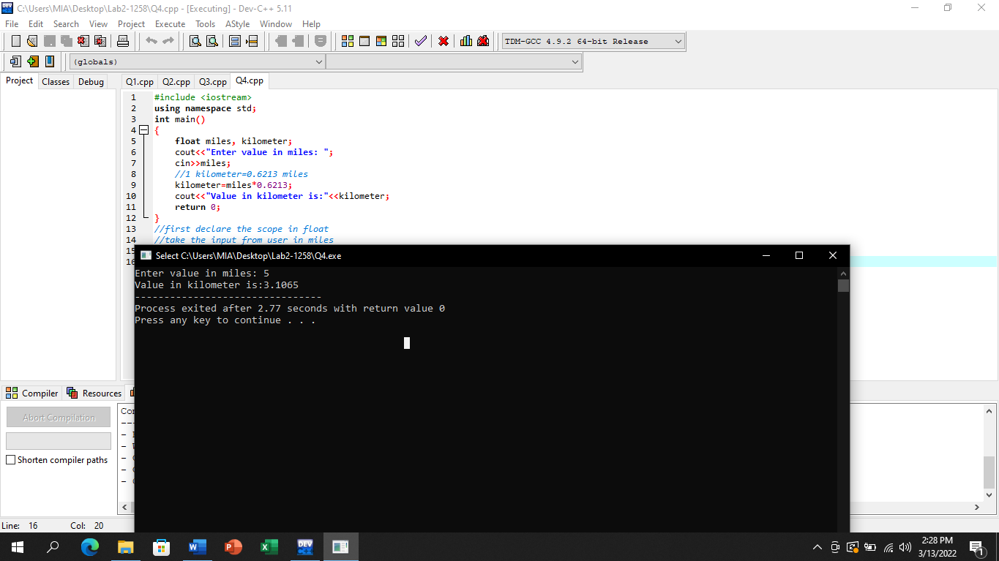 C:\Users\MIA\Desktop\Lab2-1258\Q4.cpp - [Executing] - Dev-C++ 5.11
File Edit Search View Project Execute Tools AStyle Window Help
TDM-GCC 4.9.2 64-bit Release
(globals)
Project Classes Debug
Q1.cpp Q2.cpp Q3.cpp Q4.cpp
1 #include <iostream>
2 using namespace std;
3 int main()
4 {
5 float miles, kilometer;
6 cout<<"Enter value in miles: ";
7 cin>>miles;
8 //1 kilometer=0.6213 miles
9 kilometer=miles*0.6213;
10 cout<<"Value in kilometer is:"<<kilometer;
11 return 0;
12 }
13 //first declare the scope in float
14 //take the input from user in miles
15
16
Select C:\Users\MIA\Desktop\Lab2-1258\Q4.exe
Enter value in miles: 5
Value in kilometer is:3.1065
--------------------------------
Process exited after 2.77 seconds with return value 0
Press any key to continue . . .
Compiler Resources
Abort Compilation
Shorten compiler paths
Line: 16 Col: 20
2:28 PM
3/13/2022
1